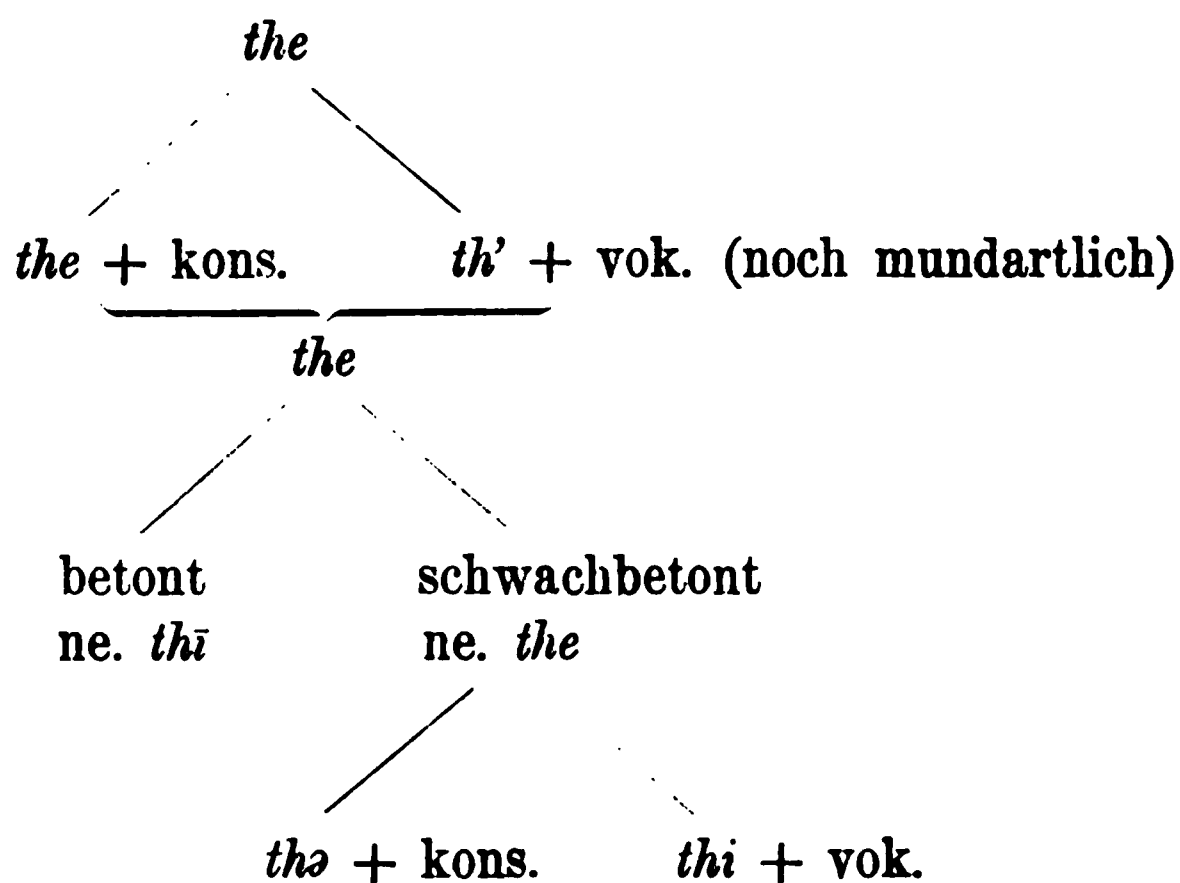 the
the + kons. th’ + vok. (noch mundartlich)
the
betont schwachbetont
ne. thī ne. the
thə + kons. thi + vok.